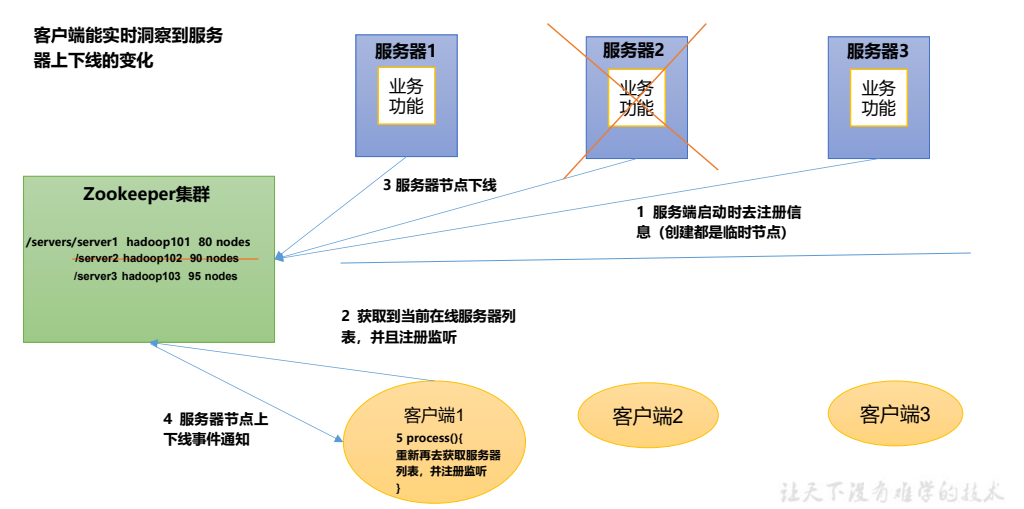 客户端能实时洞察到服务
器上下线的变化
服务器1
业务
功能
服务器2
业务
功能
服务器3
业务
功能
3 服务器节点下线
1 服务端启动时去注册信
息（创建都是临时节点）
Zookeeper集群
/servers/server1 hadoop101 80 nodes
/server2 hadoop102 90 nodes
/server3 hadoop103 95 nodes
2 获取到当前在线服务器列
表，并且注册监听
4 服务器节点上
下线事件通知
客户端1
5 process(){
重新再去获取服务器
列表，并注册监听
}
客户端2
客户端3
让天下没有难学的技术